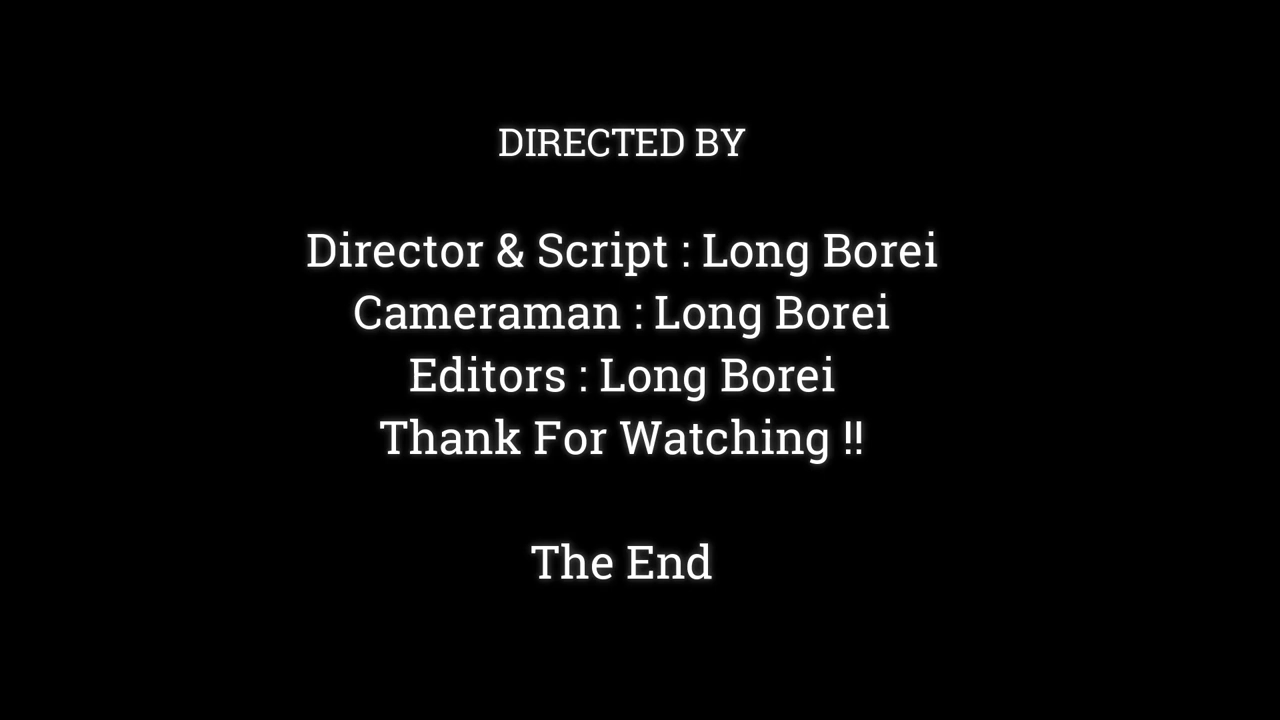 DIRECTED BY
Director & Script : Long Borei
Cameraman : Long Borei
Editors : Long Borei
Thank For Watching !!
The End